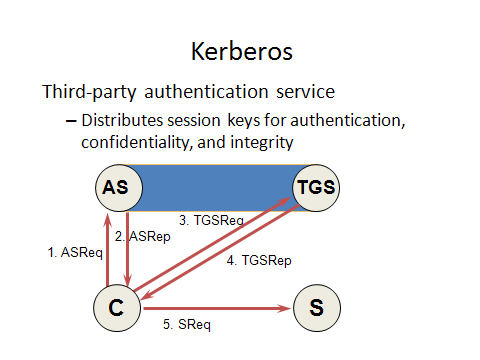 Kerberos
Third-party authentication service
– Distributes session keys for authentication,
confidentiality, and integrity
AS
TGS
3. TGSReq
2. ASRep
1. ASReq
4. TGSRep
C
S
5. SReq